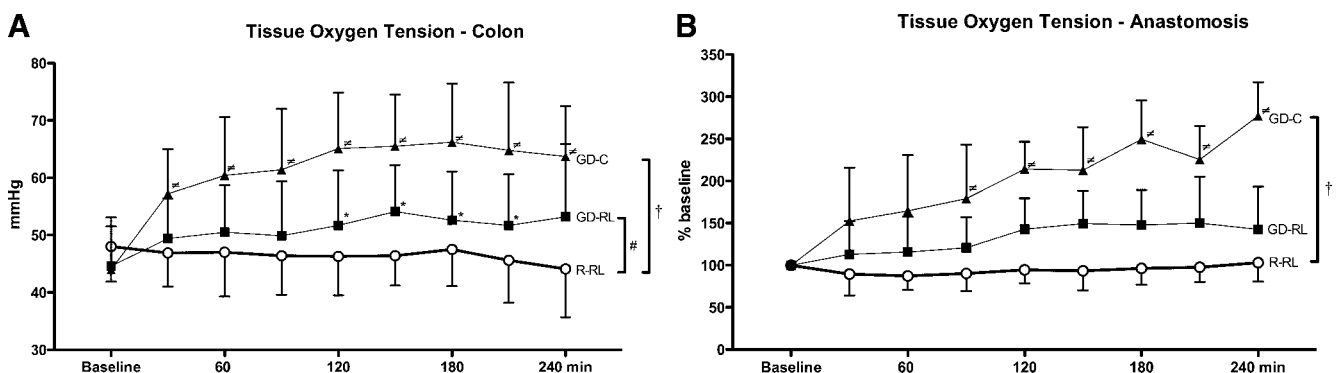 A
Tissue Oxygen Tension - Colon
mmHg
80
70
60
50
40
30
≠ ≠ ≠ ≠ ≠ ≠ ≠ ≠
* * * *
GD-C
GD-RL
R-RL
#
†
Baseline 60 120 180 240 min
B
Tissue Oxygen Tension - Anastomosis
% baseline
350
300
250
200
150
100
50
0
≠ ≠ ≠ ≠ ≠ ≠
GD-C
GD-RL
R-RL
†
Baseline 60 120 180 240 min